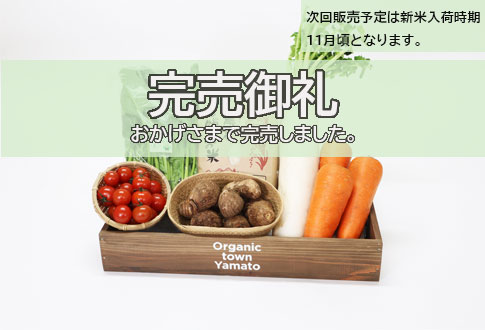 次回販売予定は新米入荷時期
11月頃となります。
完売御礼
おかげさまで完売しました。
米
Organic
town
Yamato